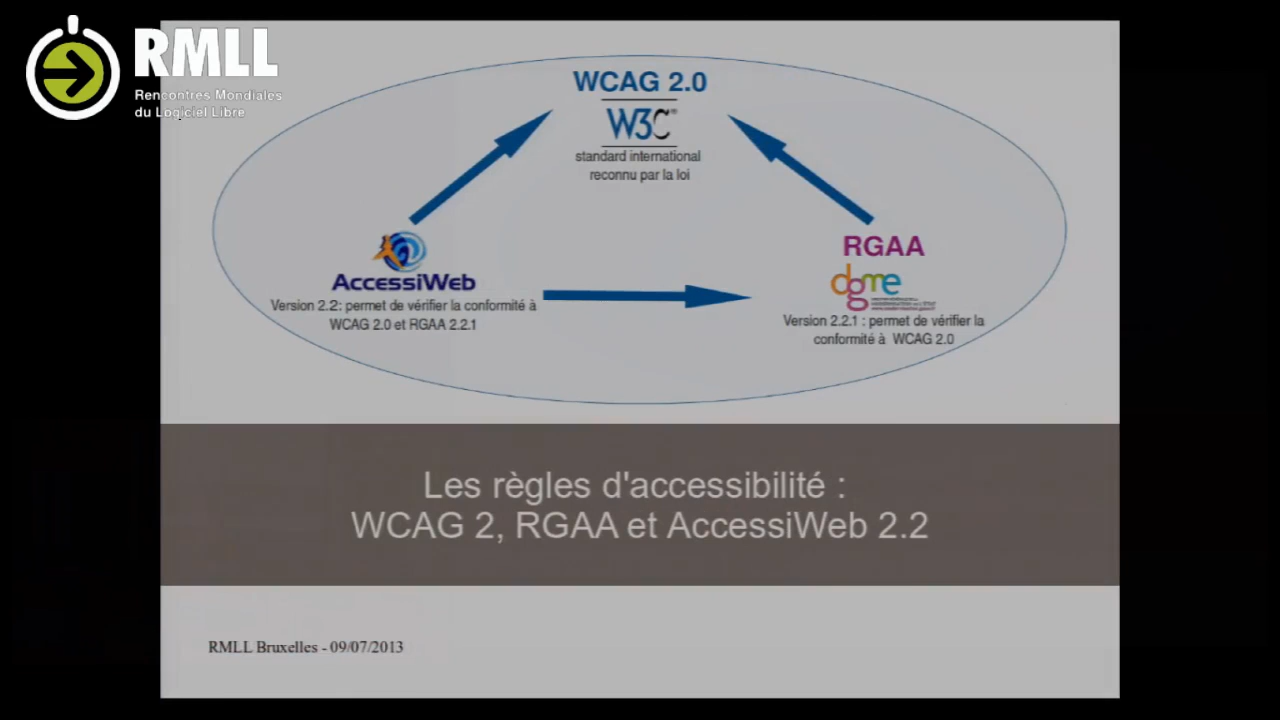 RMLL
Rencontres Mondiales
du Logiciel Libre
WCAG 2.0
W3C®
standard international
reconnu par la loi
AccessiWeb
Version 2.2: permet de vérifier la conformité à
WCAG 2.0 et RGAA 2.2.1
RGAA
dgme
Version 2.2.1 : permet de vérifier la
conformité à WCAG 2.0
Les règles d'accessibilité :
WCAG 2, RGAA et AccessiWeb 2.2
RMLL Bruxelles - 09/07/2013